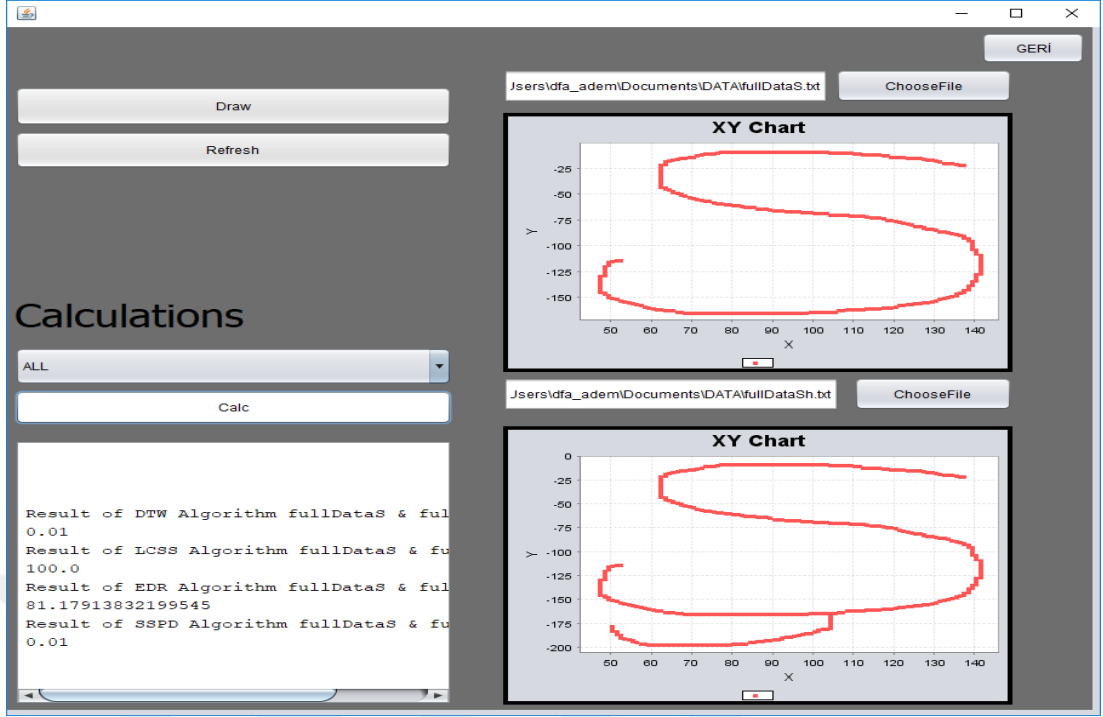 GERİ
Draw
Refresh
Calculations
ALL
Calc
Result of DTW Algorithm fullDataS & ful
0.01
Result of LCSS Algorithm fullDataS & fu
100.0
Result of EDR Algorithm fullDataS & ful
81.17913832199545
Result of SSPD Algorithm fullDataS & fu
0.01
Jsers\dfa_adem\Documents\DATA\fullDataS.txt
ChooseFile
XY Chart
-25
-50
-75
-100
-125
-150
Y
50 60 70 80 90 100 110 120 130 140
X
Jsers\dfa_adem\Documents\DATA\fullDataSh.txt
ChooseFile
XY Chart
0
-25
-50
-75
-100
-125
-150
-175
-200
Y
50 60 70 80 90 100 110 120 130 140
X